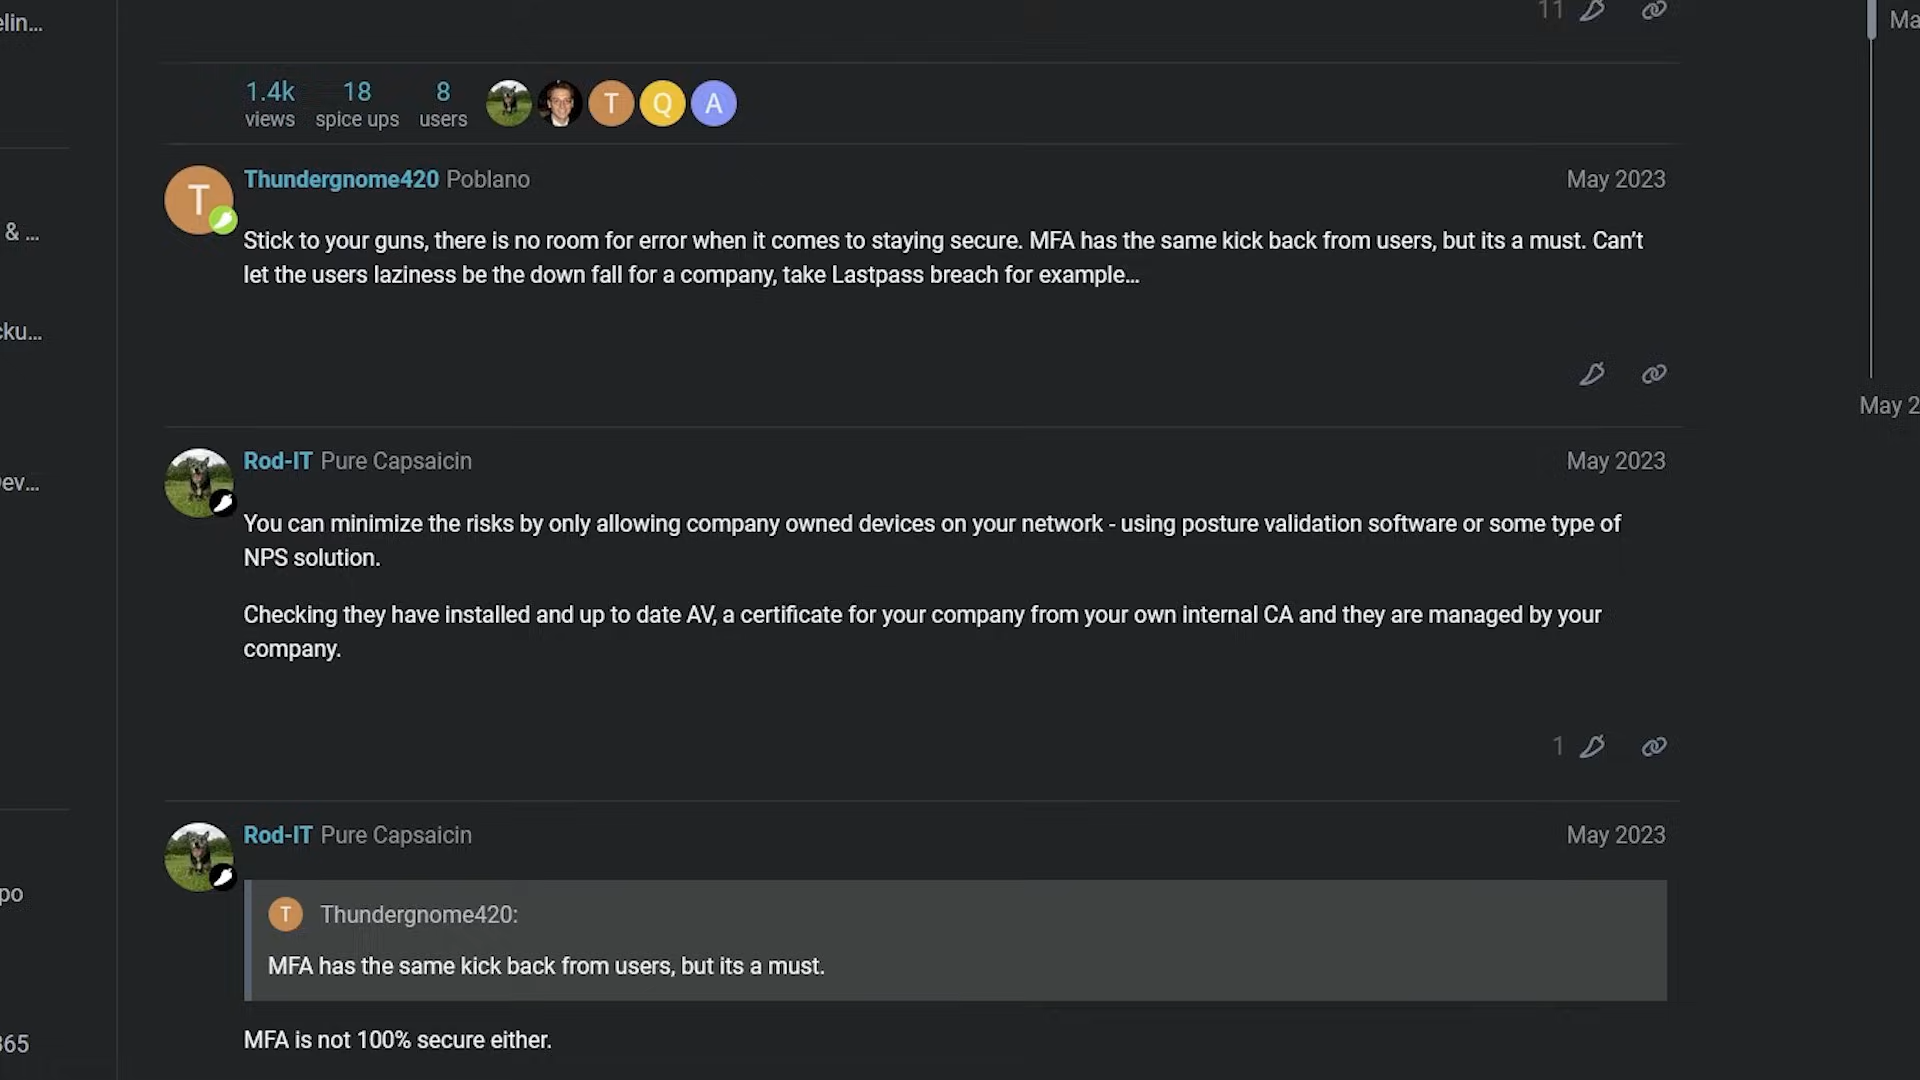 elin...
11
Ma
1.4k 18 8
views spice ups users
T Q A
T
Thundergnome420 Poblano May 2023
& ...
Stick to your guns, there is no room for error when it comes to staying secure. MFA has the same kick back from users, but its a must. Can’t
let the users laziness be the down fall for a company, take Lastpass breach for example…
cku...
May 2
Rod-IT Pure Capsaicin May 2023
ev...
You can minimize the risks by only allowing company owned devices on your network - using posture validation software or some type of
NPS solution.
Checking they have installed and up to date AV, a certificate for your company from your own internal CA and they are managed by your
company.
1
Rod-IT Pure Capsaicin May 2023
po
T Thundergnome420:
MFA has the same kick back from users, but its a must.
365
MFA is not 100% secure either.